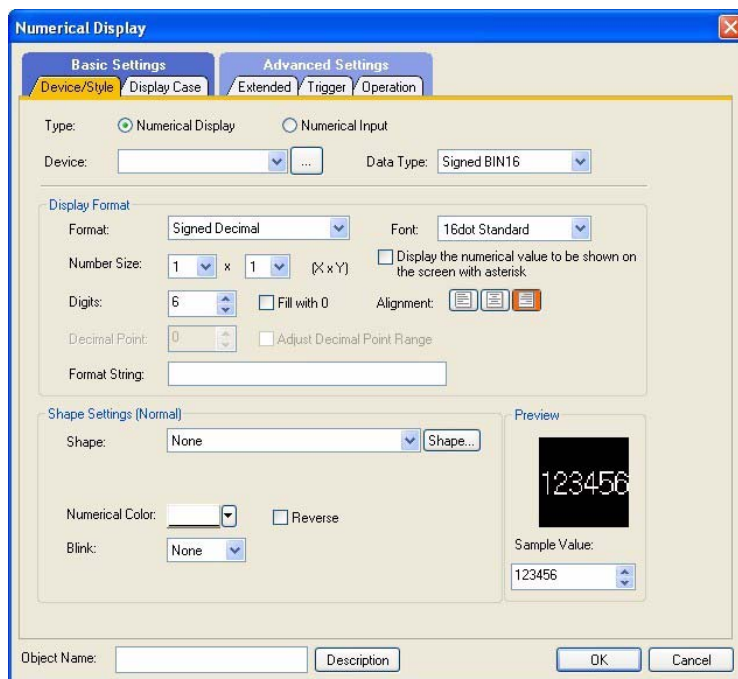 Numerical Display
Basic Settings Advanced Settings
Device/Style Display Case Extended Trigger Operation
Type: Numerical Display Numerical Input
Device: ... Data Type: Signed BIN16
Display Format
Format: Signed Decimal Font: 16dot Standard
Number Size: 1 x 1 (X x Y) Display the numerical value to be shown on
the screen with asterisk
Digits: 6 Fill with 0 Alignment:
Decimal Point: 0 Adjust Decimal Point Range
Format String:
Shape Settings (Normal) Preview
Shape: None Shape...
123456
Numerical Color: Reverse
Blink: None Sample Value:
123456
Object Name: Description OK Cancel